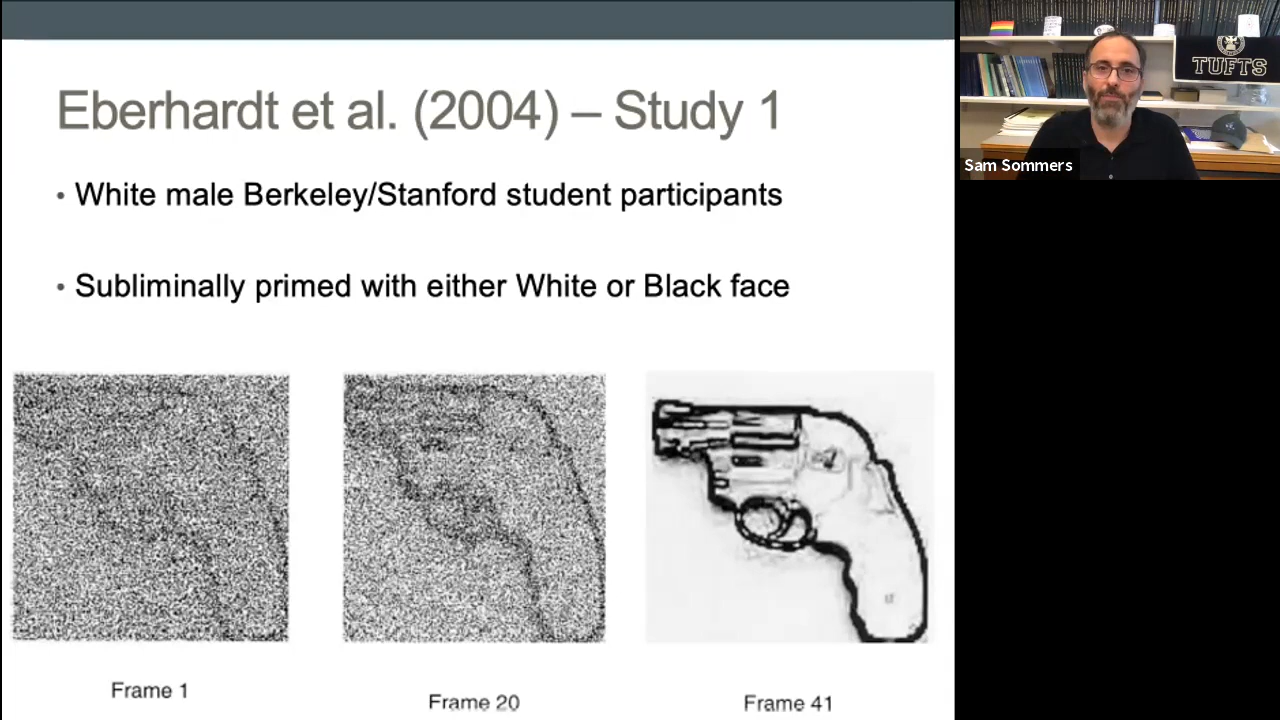 Eberhardt et al. (2004) – Study 1
• White male Berkeley/Stanford student participants
• Subliminally primed with either White or Black face
Frame 1
Frame 20
Frame 41
TUFTS
Sam Sommers